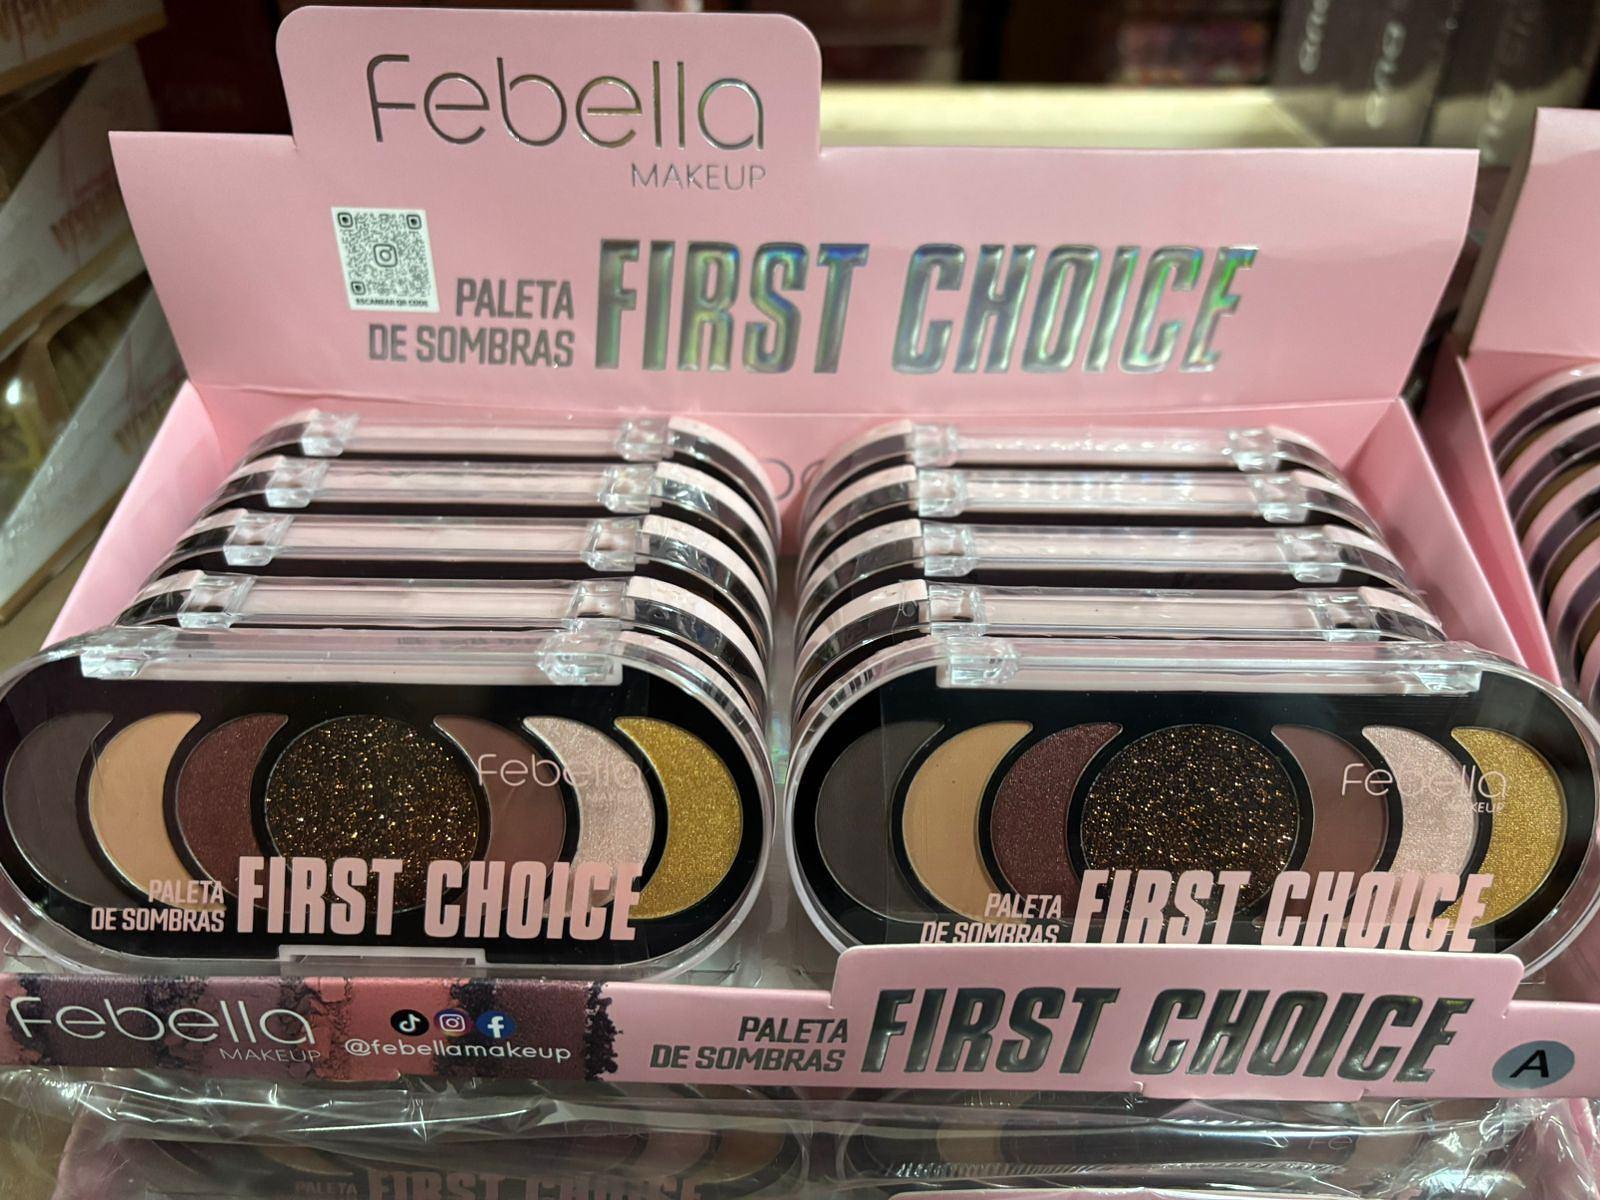 Febella
MAKEUP
ESCANEAR QR CODE
PALETA
DE SOMBRAS
FIRST CHOICE
Febella
PALETA
DE SOMBRAS
FIRST CHOICE
Febella
MAKEUP
PALETA
DE SOMBRAS
FIRST CHOICE
Febella
MAKEUP
@febellamakeup
PALETA
DE SOMBRAS
FIRST CHOICE
A
PALETA
FIRST CHOICE